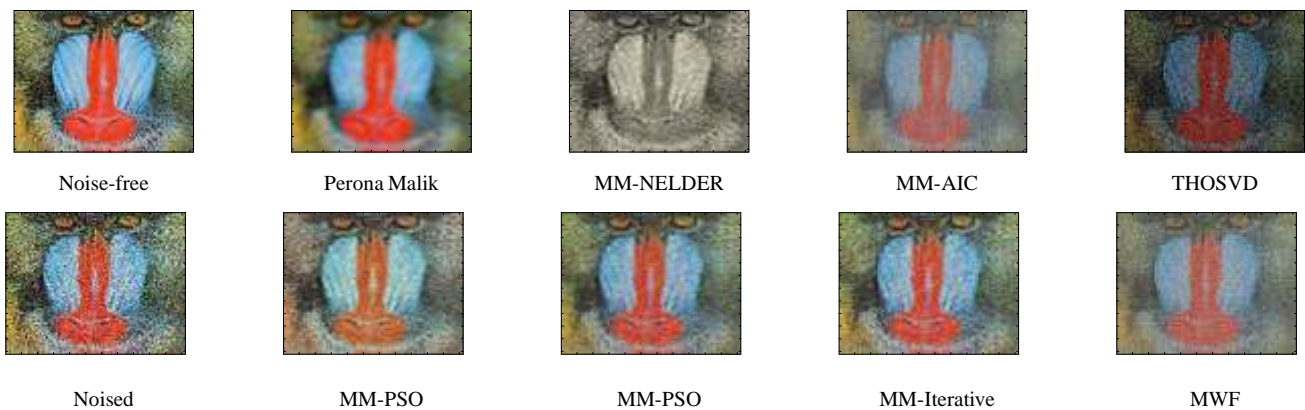 Noise-free Perona Malik MM-NELDER MM-AIC THOSVD
Noised MM-PSO MM-PSO MM-Iterative MWF